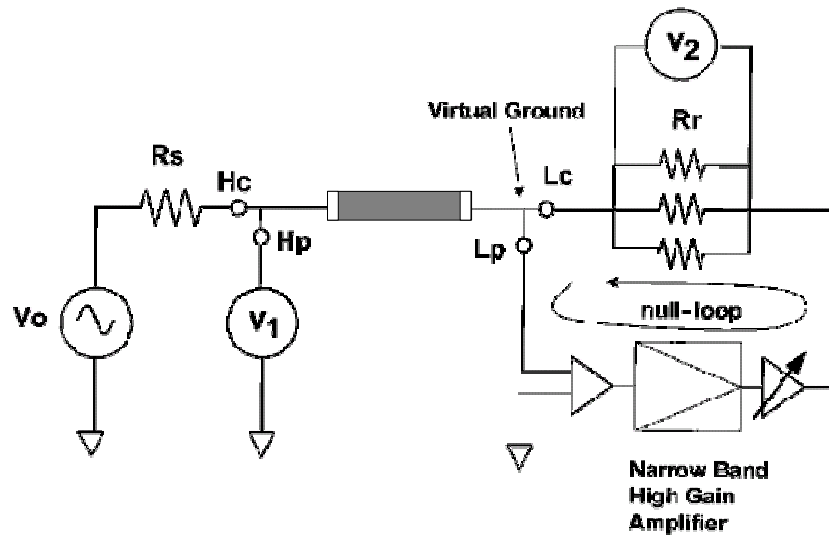 V2
Virtual Ground
Rr
Rs
Hc
Lc
Hp
Lp
Vo
V1
null-loop
Narrow Band
High Gain
Amplifier